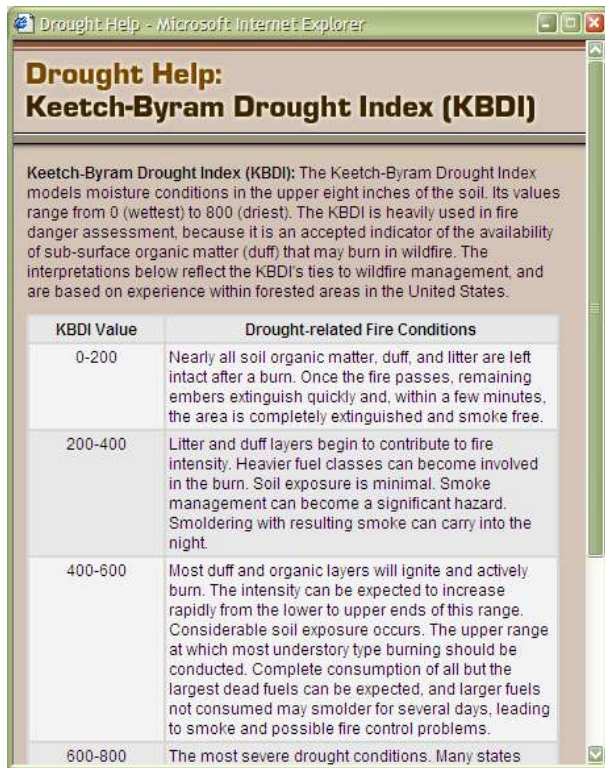 Drought Help - Microsoft Internet Explorer
Drought Help:
Keetch-Byram Drought Index (KBDI)
Keetch-Byram Drought Index (KBDI): The Keetch-Byram Drought Index
models moisture conditions in the upper eight inches of the soil. Its values
range from 0 (wettest) to 800 (driest). The KBDI is heavily used in fire
danger assessment, because it is an accepted indicator of the availability
of sub-surface organic matter (duff) that may burn in wildfire. The
interpretations below reflect the KBDI's ties to wildfire management, and
are based on experience within forested areas in the United States.
KBDI Value Drought-related Fire Conditions
0-200 Nearly all soil organic matter, duff, and litter are left
intact after a burn. Once the fire passes, remaining
embers extinguish quickly and, within a few minutes,
the area is completely extinguished and smoke free.
200-400 Litter and duff layers begin to contribute to fire
intensity. Heavier fuel classes can become involved
in the burn. Soil exposure is minimal. Smoke
management can become a significant hazard.
Smoldering with resulting smoke can carry into the
night.
400-600 Most duff and organic layers will ignite and actively
burn. The intensity can be expected to increase
rapidly from the lower to upper ends of this range.
Considerable soil exposure occurs. The upper range
at which most understory type burning should be
conducted. Complete consumption of all but the
largest dead fuels can be expected, and larger fuels
not consumed may smolder for several days, leading
to smoke and possible fire control problems.
600-800 The most severe drought conditions. Many states